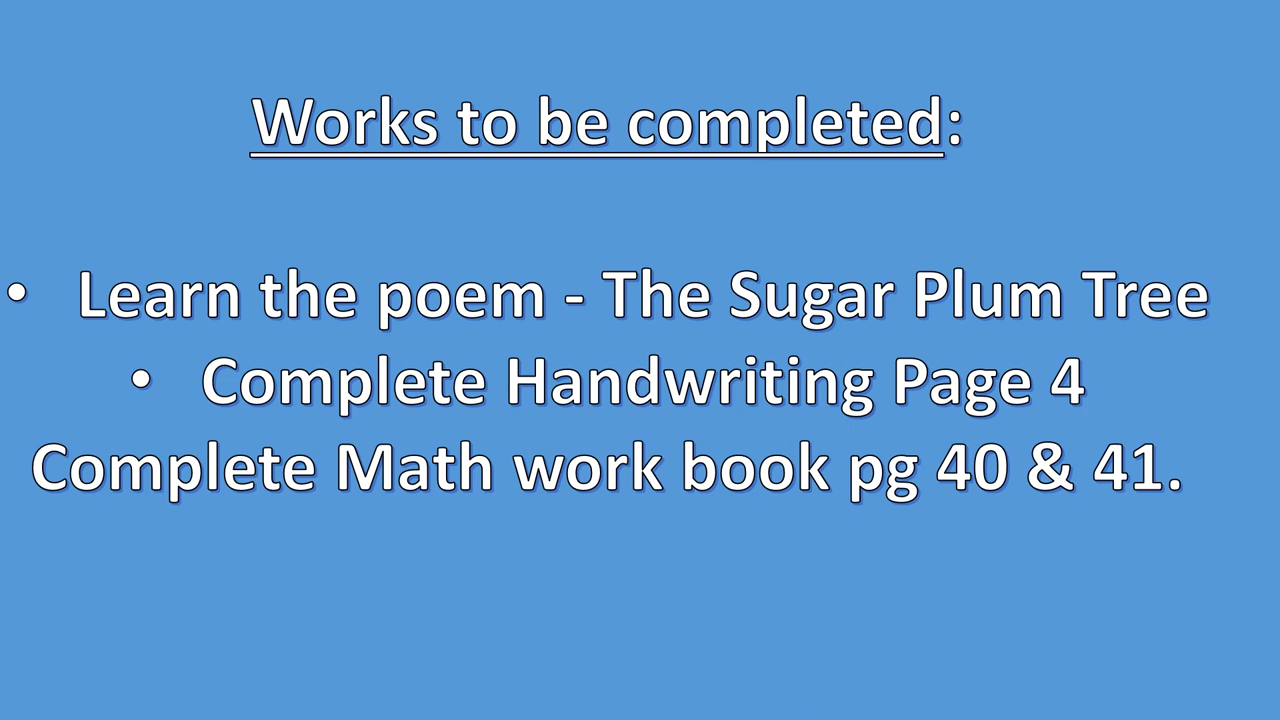 Works to be completed:
• Learn the poem - The Sugar Plum Tree
• Complete Handwriting Page 4
Complete Math work book pg 40 & 41.